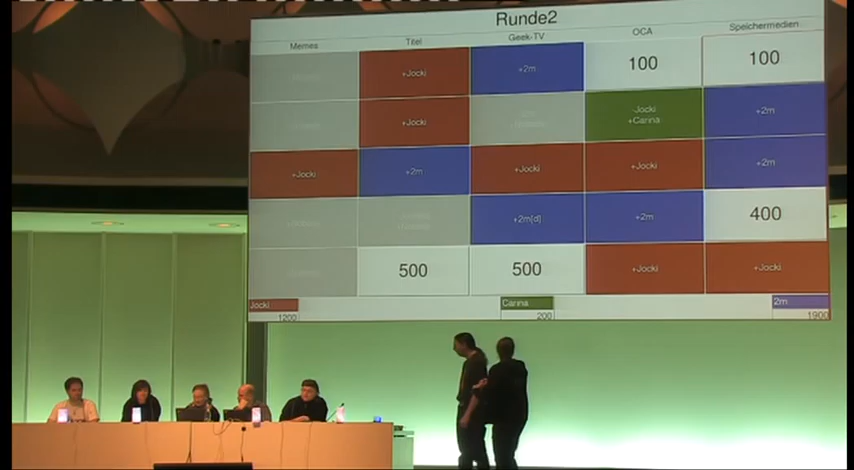 Runde2
Memes Titel Geek-TV OCA Speichermedien
+Jocki +2m 100 100
+Jocki -Jocki +2m
+Carina
+Jocki +2m +Jocki +Jocki +2m
+2m[d] +2m 400
500 500 +Jocki +Jocki
Jocki Carina 2m
1200 200 1900